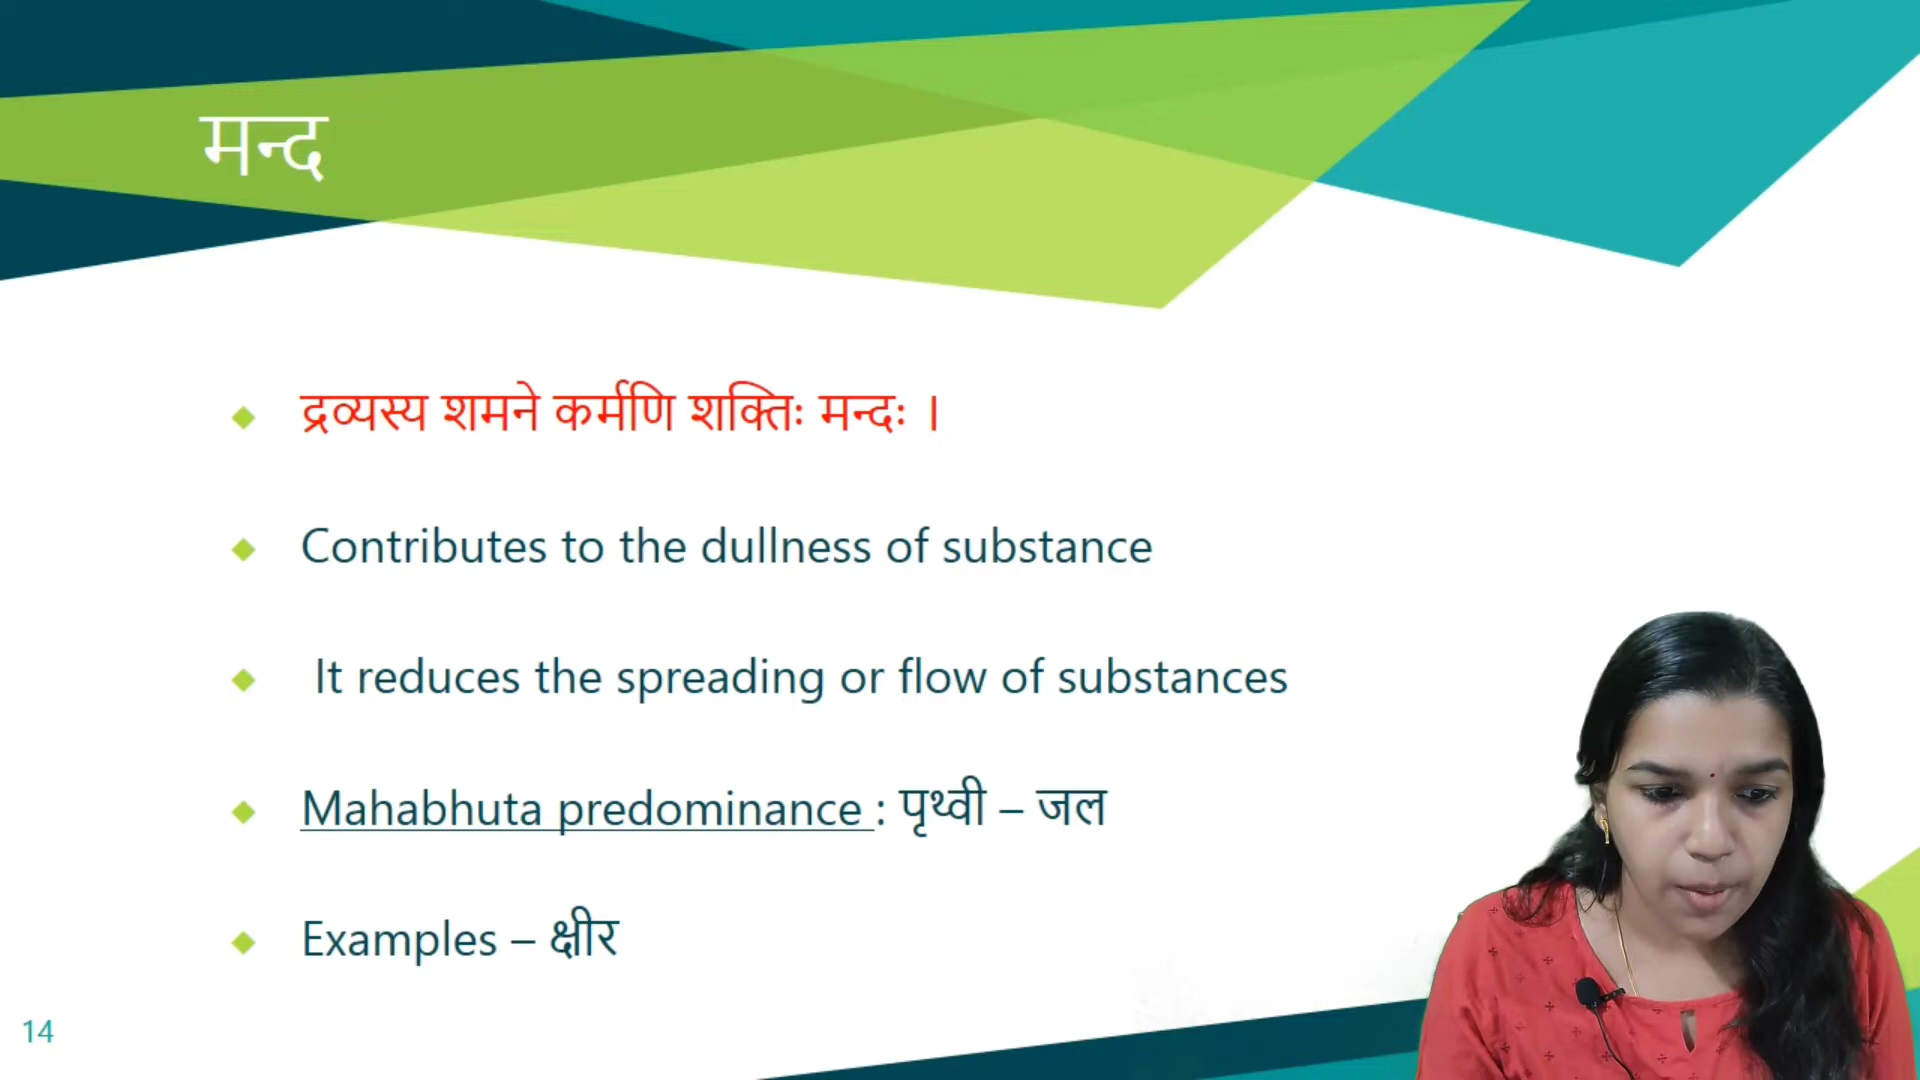 मन्द
द्रव्यस्य शमने कर्मणि शक्तिः मन्दः ।
Contributes to the dullness of substance
It reduces the spreading or flow of substances
Mahabhuta predominance : पृथ्वी – जल
Examples – क्षीर
14